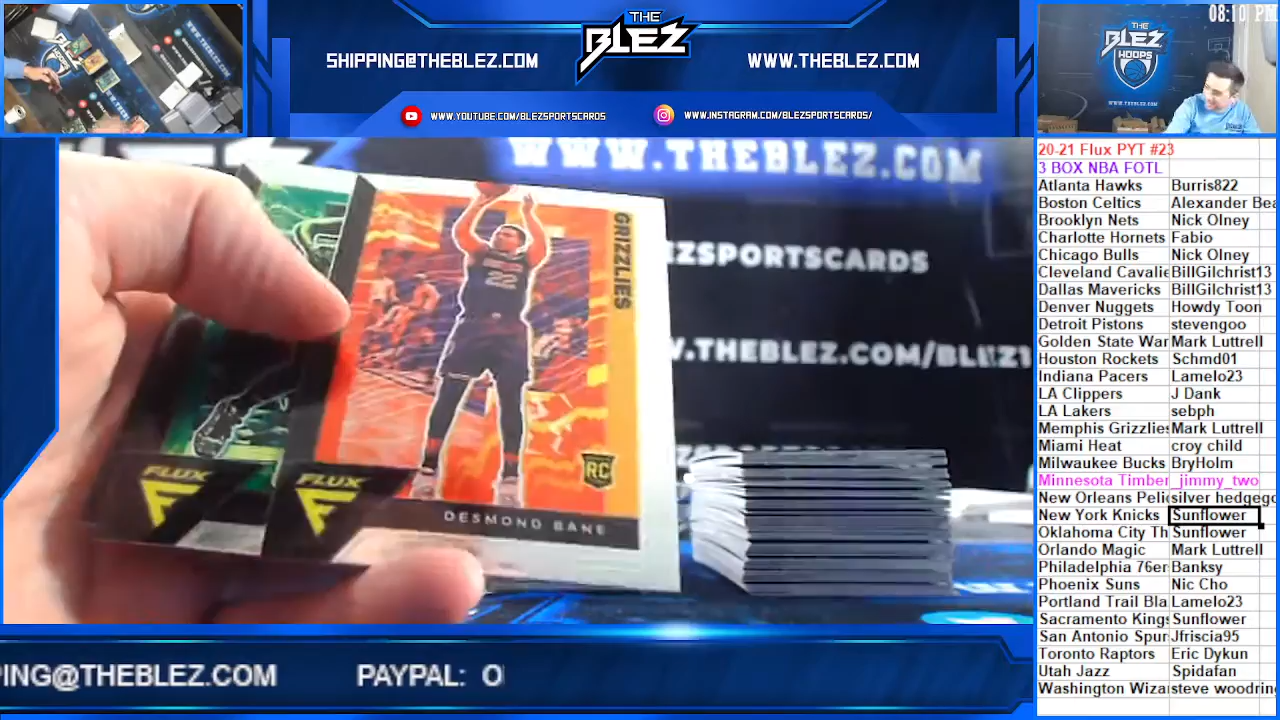 THE
BLEZ
SHIPPING@THEBLEZ.COM
WWW.THEBLEZ.COM
WWW.YOUTUBE.COM/BLEZSPORTSCARDS
WWW.INSTAGRAM.COM/BLEZSPORTSCARDS/
08:10 PM
THE
BLEZ
HOOPS
20-21 Flux PYT #23
3 BOX NBA FOTL
Atlanta Hawks Burris822
Boston Celtics Alexander Bea
Brooklyn Nets Nick Olney
Charlotte Hornets Fabio
Chicago Bulls Nick Olney
Cleveland Cavalie BillGilchrist13
Dallas Mavericks BillGilchrist13
Denver Nuggets Howdy Toon
Detroit Pistons stevengoo
Golden State War Mark Luttrell
Houston Rockets Schmd01
Indiana Pacers Lamelo23
LA Clippers J Dank
LA Lakers sebph
Memphis Grizzlies Mark Luttrell
Miami Heat croy child
Milwaukee Bucks BryHolm
Minnesota Timber _jimmy_two
New Orleans Peli silver hedgego
New York Knicks Sunflower
Oklahoma City Th Sunflower
Orlando Magic Mark Luttrell
Philadelphia 76er Banksy
Phoenix Suns Nic Cho
Portland Trail Bla Lamelo23
Sacramento Kings Sunflower
San Antonio Spur Jfriscia95
Toronto Raptors Eric Dykun
Utah Jazz Spidafan
Washington Wiza steve woodring
WWW.THEBLEZ.COM
EZSPORTSCARDS
W.THEBLEZ.COM/BLEZ1
GRIZZLIES
22
RC
FLUX
FLUX
DESMOND BANE
PING@THEBLEZ.COM PAYPAL: O